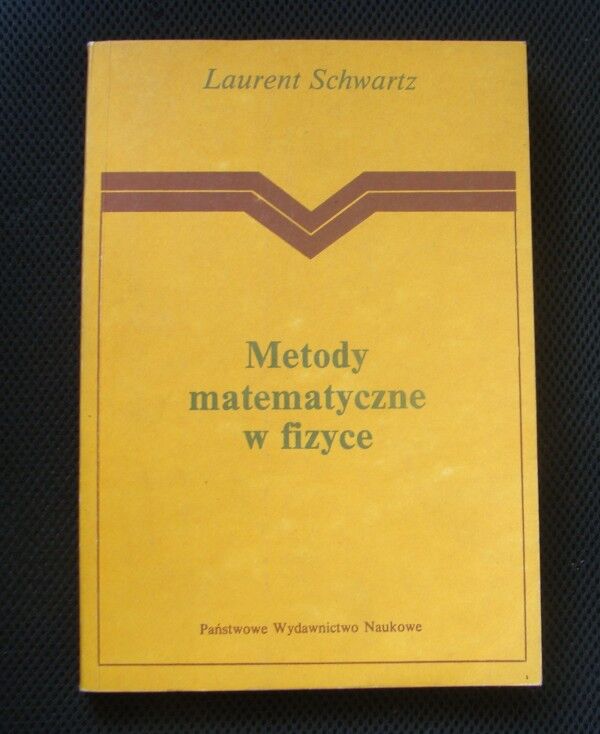 Laurent Schwartz
Metody
matematyczne
w fizyce
Państwowe Wydawnictwo Naukowe